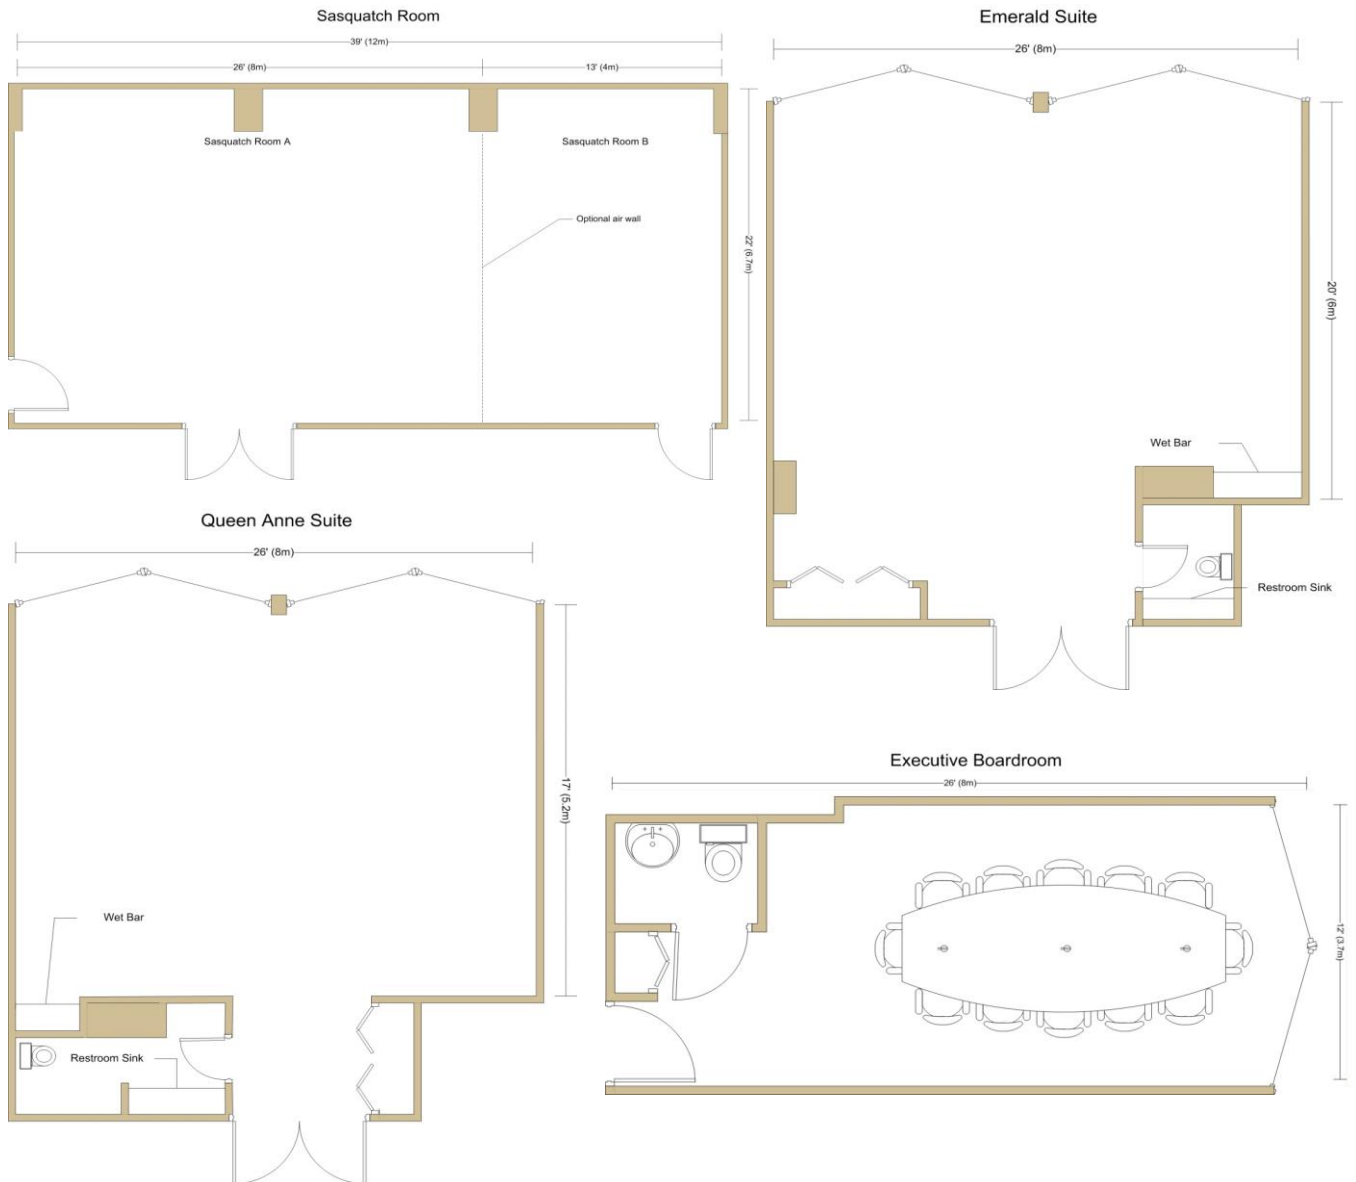 Sasquatch Room
39' (12m)
26' (8m)
13' (4m)
Sasquatch Room A
Sasquatch Room B
Optional air wall
22' (6.7m)
Emerald Suite
26' (8m)
20' (6m)
Wet Bar
Restroom Sink
Queen Anne Suite
26' (8m)
17' (5.2m)
Wet Bar
Restroom Sink
Executive Boardroom
26' (8m)
12' (3.7m)